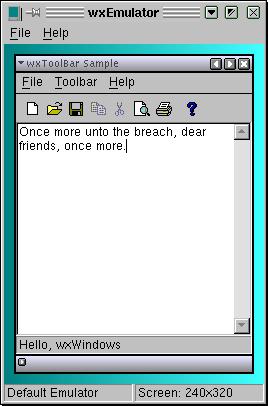 wxEmulator
File Help
wxToolBar Sample
File Toolbar Help
Once more unto the breach, dear
friends, once more.
Hello, wxWindows
Default Emulator Screen: 240x320